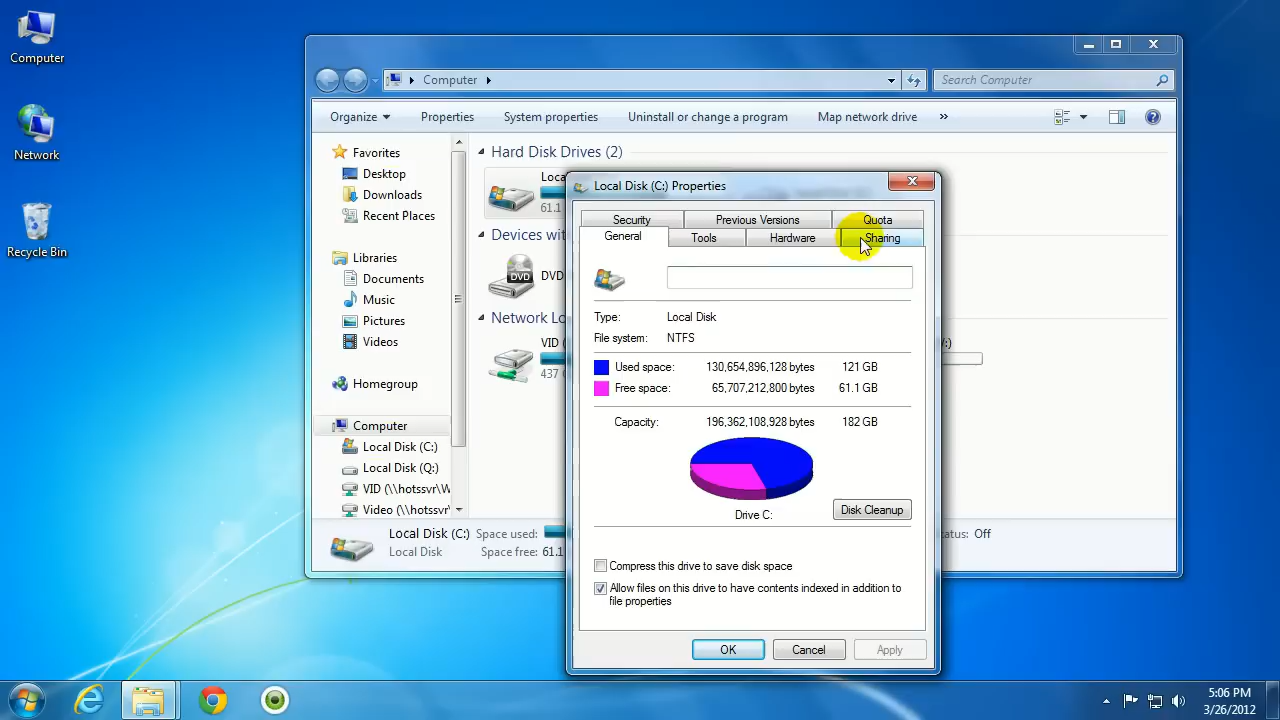 Computer
Network
Recycle Bin
Computer
Search Computer
Organize
Properties
System properties
Uninstall or change a program
Map network drive
»
Favorites
Desktop
Downloads
Recent Places
Libraries
Documents
Music
Pictures
Videos
Homegroup
Computer
Local Disk (C:)
Local Disk (Q:)
VID (\\hotssvr\W
Video (\\hotssvr
Hard Disk Drives (2)
Loca
61.1
Devices wit
DVD
DVD
Network Lo
VID (
437
:)
Local Disk (C:) Space used:
Local Disk Space free: 61.1
atus: Off
Local Disk (C:) Properties
Security
Previous Versions
Quota
General
Tools
Hardware
Sharing
Type: Local Disk
File system: NTFS
Used space: 130,654,896,128 bytes 121 GB
Free space: 65,707,212,800 bytes 61.1 GB
Capacity: 196,362,108,928 bytes 182 GB
Drive C:
Disk Cleanup
Compress this drive to save disk space
Allow files on this drive to have contents indexed in addition to
file properties
OK
Cancel
Apply
5:06 PM
3/26/2012